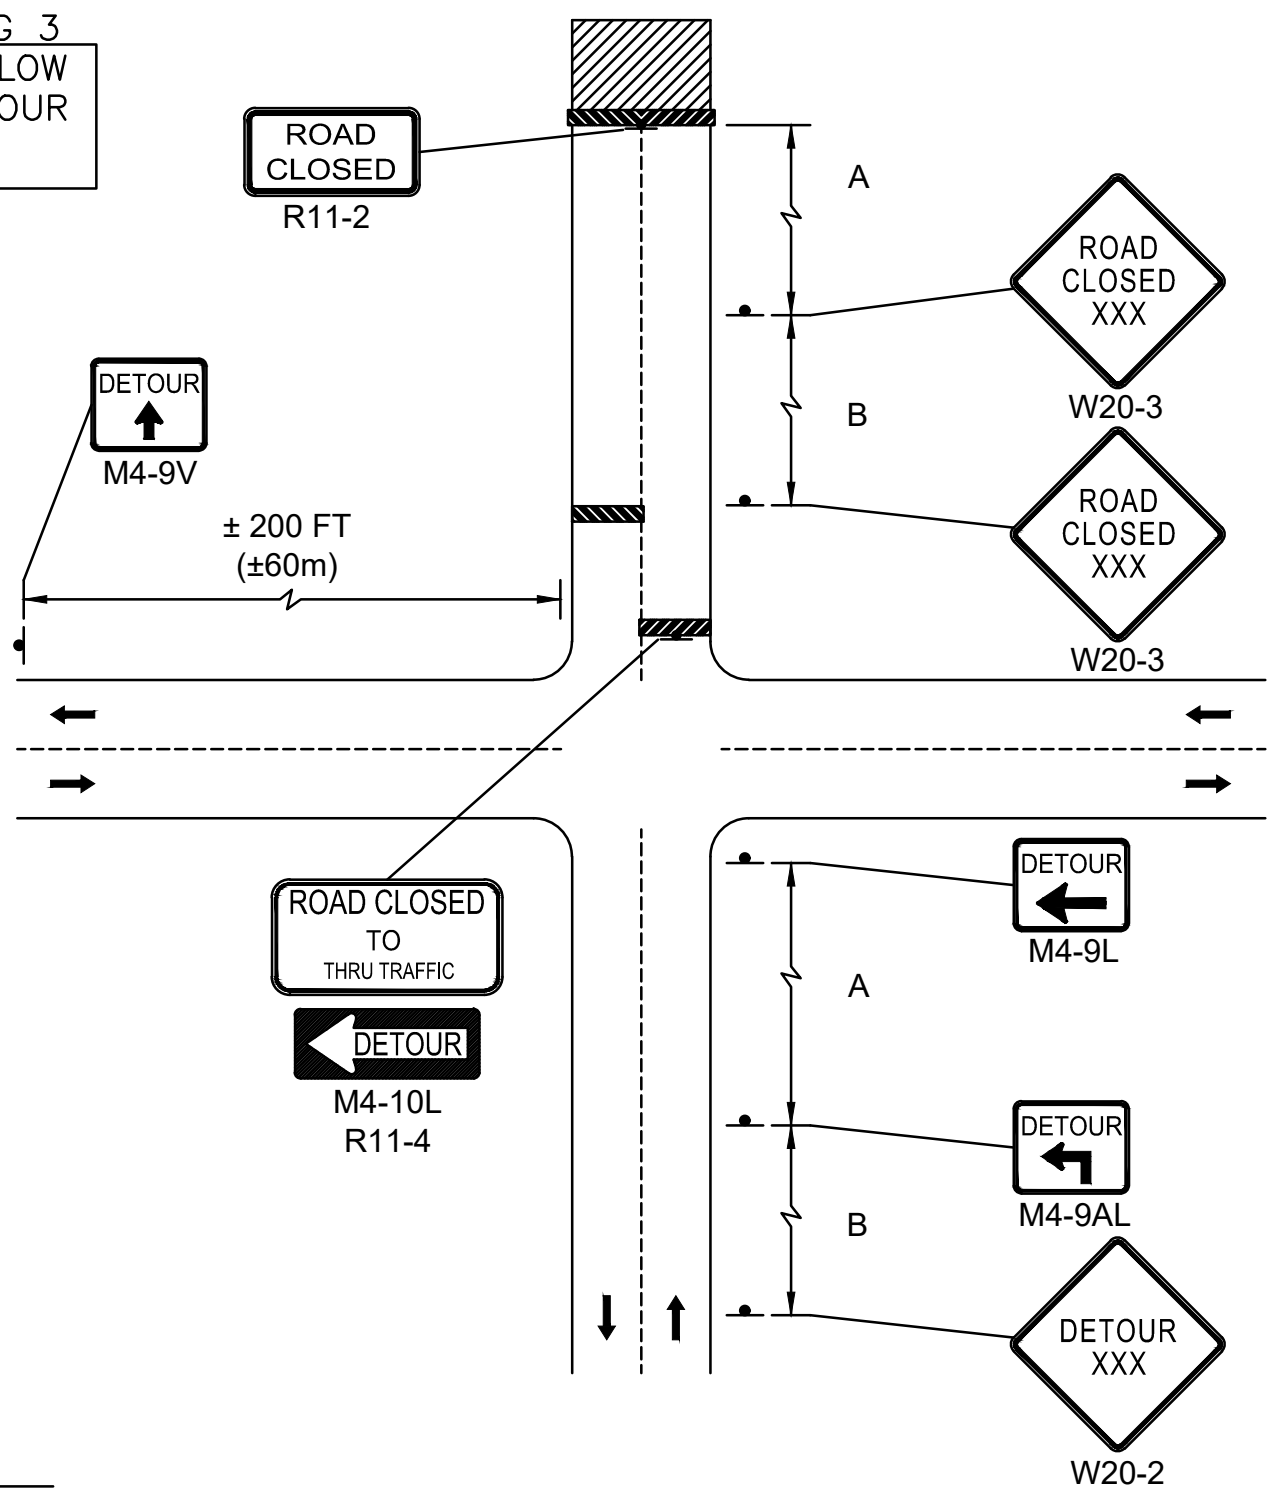 G 3
LOW
OUR
ROAD
CLOSED
R11-2
A
ROAD
CLOSED
XXX
W20-3
B
DETOUR
M4-9V
± 200 FT
(±60m)
ROAD
CLOSED
XXX
W20-3
ROAD CLOSED
TO
THRU TRAFFIC
DETOUR
M4-10L
R11-4
DETOUR
M4-9L
A
DETOUR
M4-9AL
B
DETOUR
XXX
W20-2